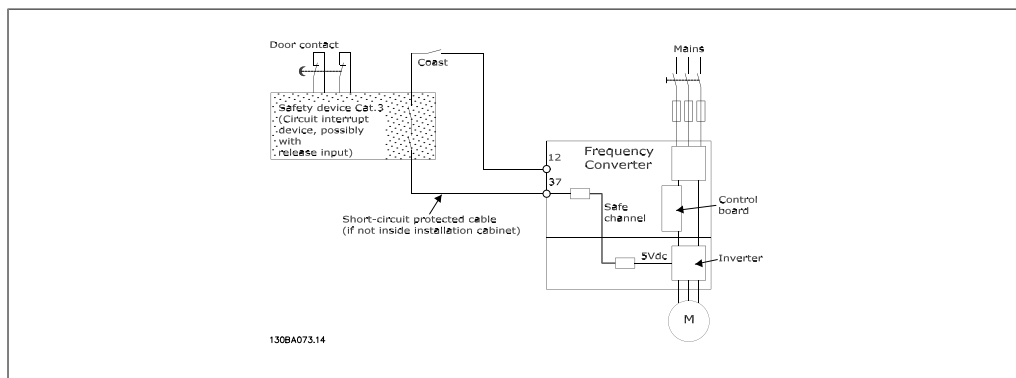 Door contact
Coast
Mains
Safety device Cat.3
(Circuit interrupt
device, possibly
with
release input)
Frequency
Converter
12
37
Safe
channel
Control
board
Short-circuit protected cable
(if not inside installation cabinet)
5Vdc
Inverter
M
130BA073.14